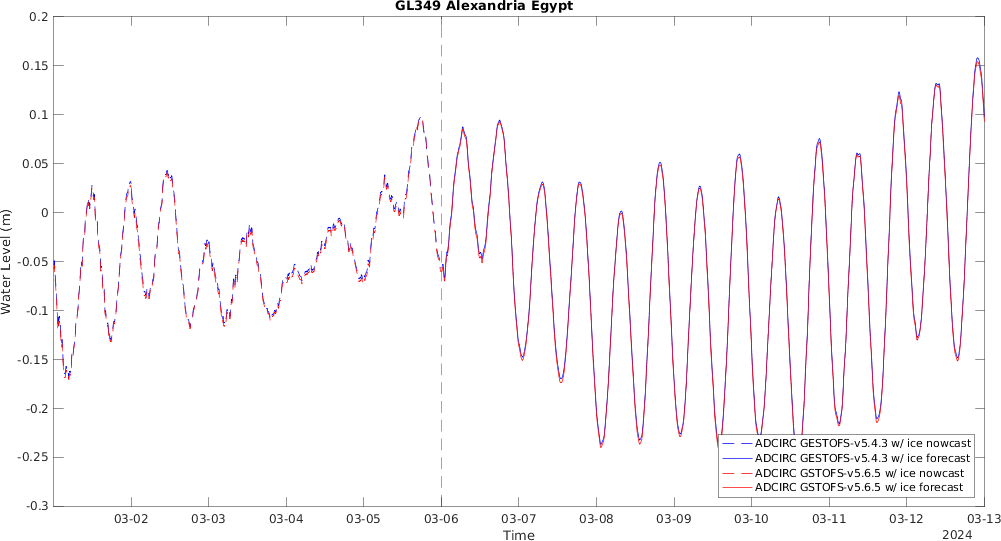 GL349 Alexandria Egypt
0.2
0.15
0.1
0.05
0
-0.05
-0.1
-0.15
-0.2
-0.25
-0.3
Water Level (m)
ADCIRC GESTOFS-v5.4.3 w/ ice nowcast
ADCIRC GESTOFS-v5.4.3 w/ ice forecast
ADCIRC GSTOFS-v5.6.5 w/ ice nowcast
ADCIRC GSTOFS-v5.6.5 w/ ice forecast
03-02 03-03 03-04 03-05 03-06 03-07 03-08 03-09 03-10 03-11 03-12 03-13
Time
2024